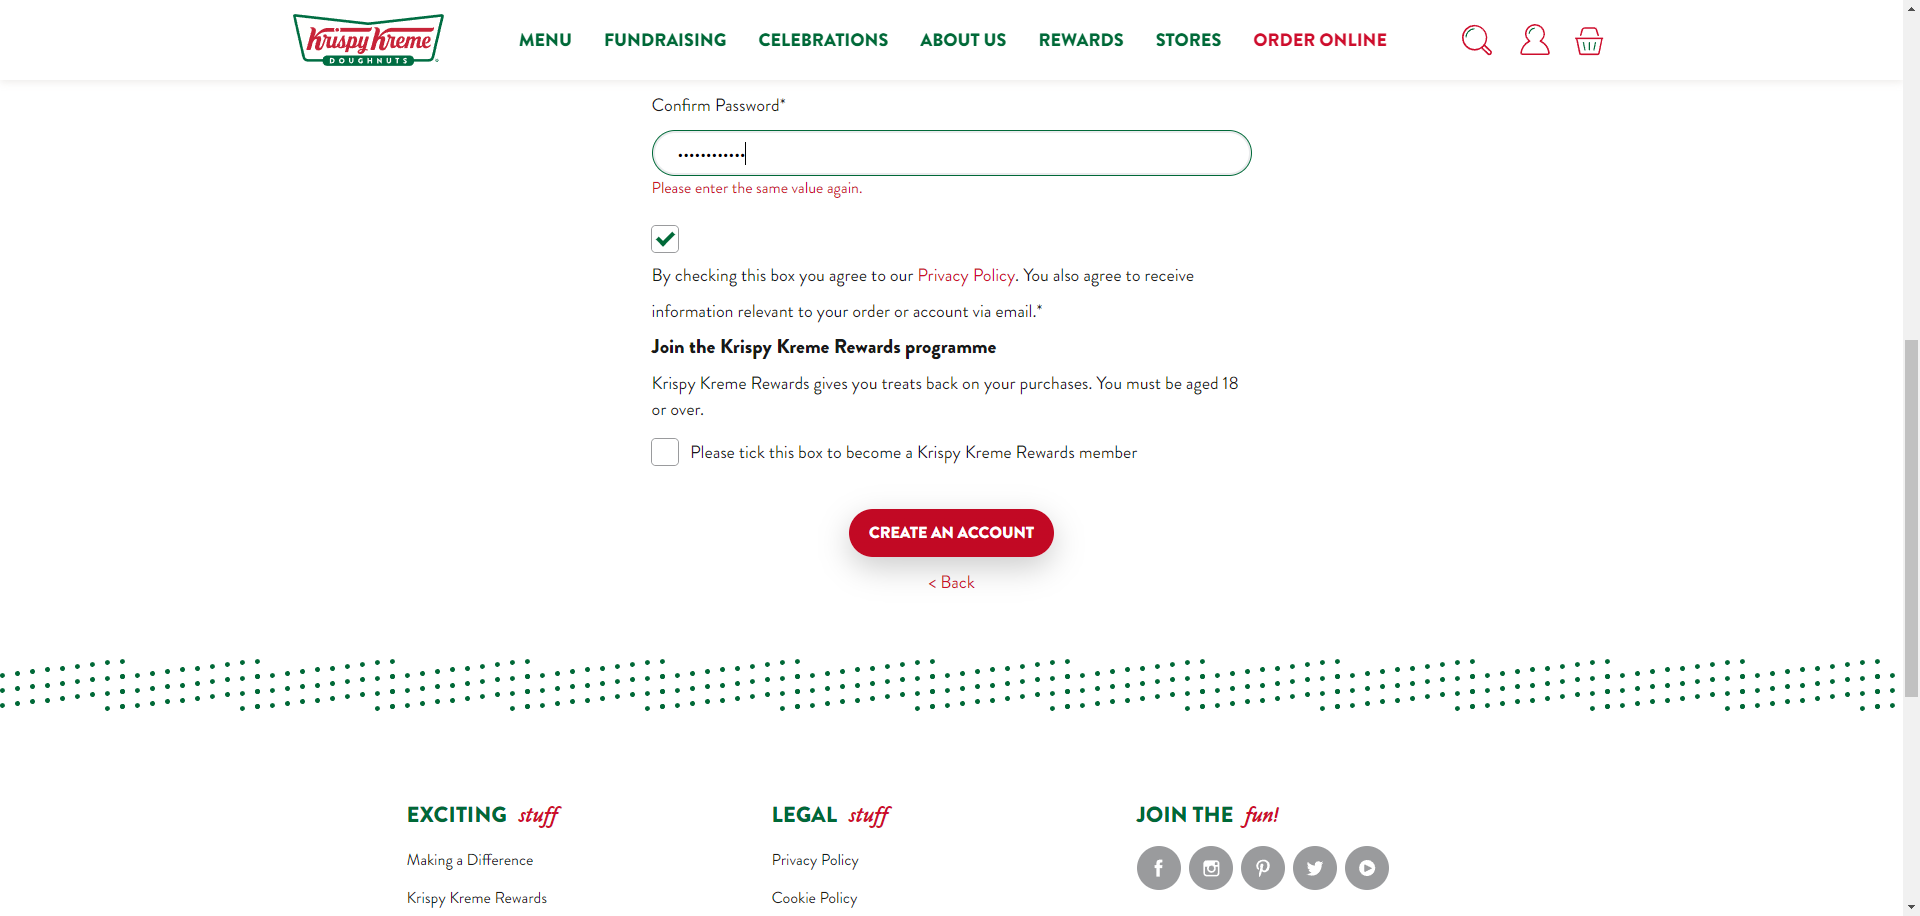 Krispy Kreme
DOUGHNUTS
MENU
FUNDRAISING
CELEBRATIONS
ABOUT US
REWARDS
STORES
ORDER ONLINE
Confirm Password*
Please enter the same value again.
By checking this box you agree to our Privacy Policy. You also agree to receive
information relevant to your order or account via email.*
Join the Krispy Kreme Rewards programme
Krispy Kreme Rewards gives you treats back on your purchases. You must be aged 18
or over.
Please tick this box to become a Krispy Kreme Rewards member
CREATE AN ACCOUNT
< Back
EXCITING stuff
Making a Difference
Krispy Kreme Rewards
LEGAL stuff
Privacy Policy
Cookie Policy
JOIN THE fun!